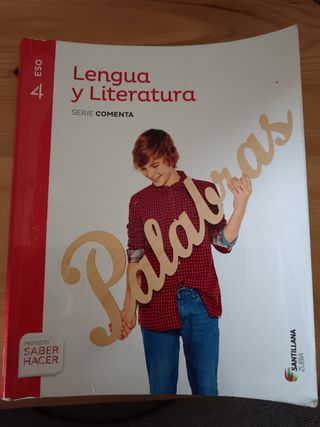 4 ESO
Lengua
y Literatura
SERIE COMENTA
Palabras
PROYECTO
SABER
HACER
SANTILLANA
ZUBIA